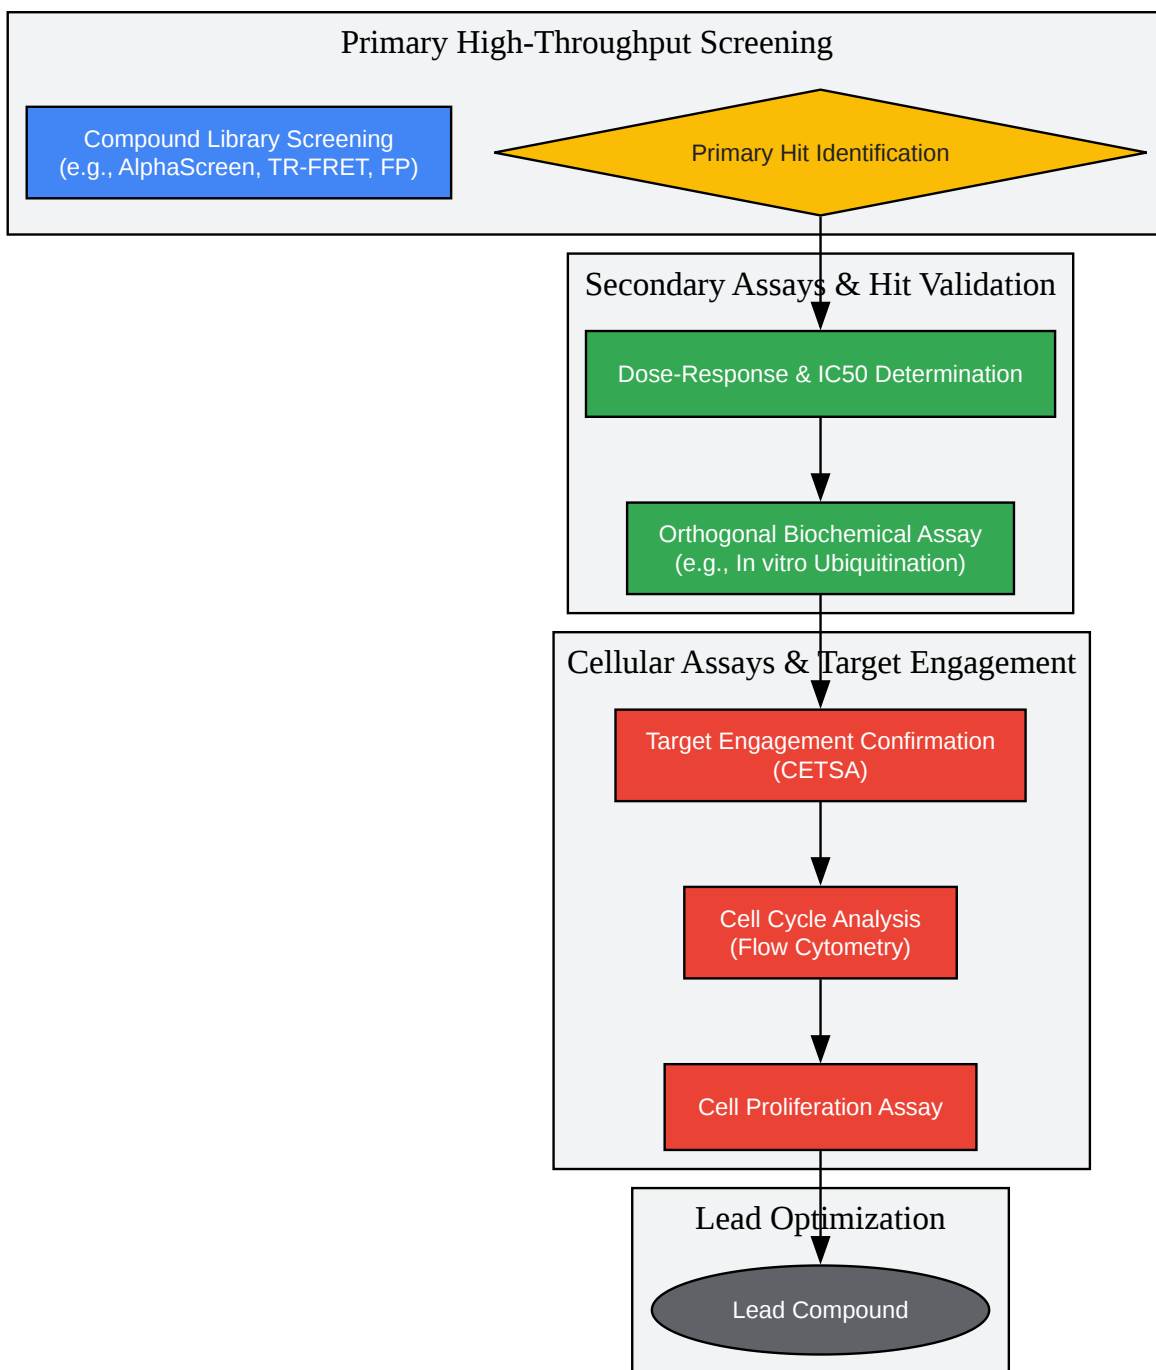 Primary High-Throughput Screening
Compound Library Screening
(e.g., AlphaScreen, TR-FRET, FP)
Primary Hit Identification
Secondary Assays & Hit Validation
Dose-Response & IC50 Determination
Orthogonal Biochemical Assay
(e.g., In vitro Ubiquitination)
Cellular Assays & Target Engagement
Target Engagement Confirmation
(CETSA)
Cell Cycle Analysis
(Flow Cytometry)
Cell Proliferation Assay
Lead Optimization
Lead Compound